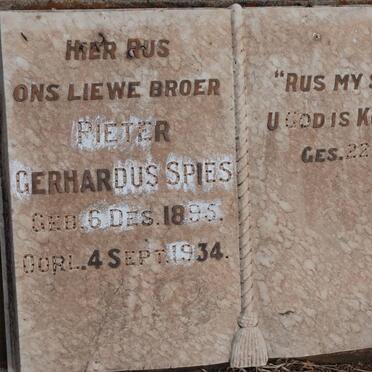 HIER RUS
ONS LIEWE BROER
PIETER
GERHARDUS SPIES
GEB. 6 DES. 1895.
OORL. 4 SEPT. 1934.
"RUS MY S
U GOD IS K
GES. 22